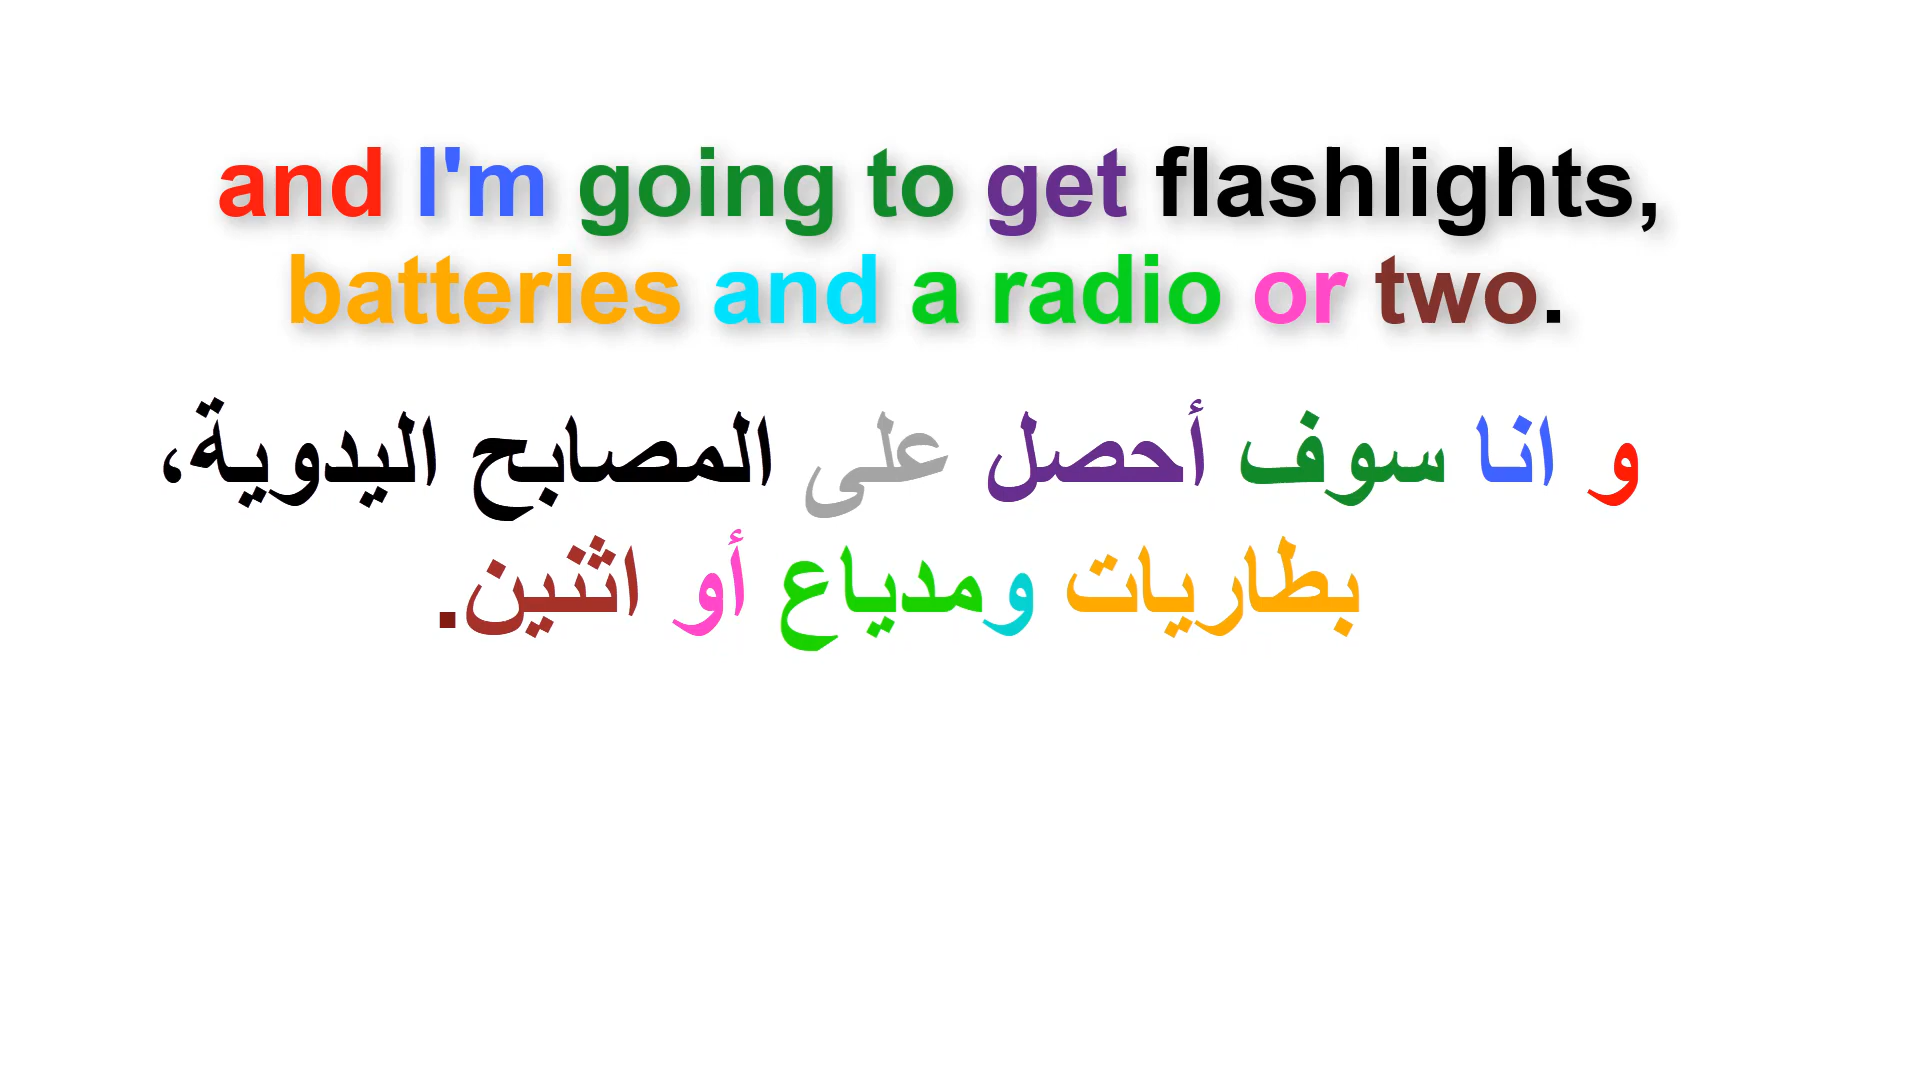 and I'm going to get flashlights,
batteries and a radio or two.
و انا سوف أحصل على المصابح اليدوية،
بطاريات ومدياع أو اثنين.